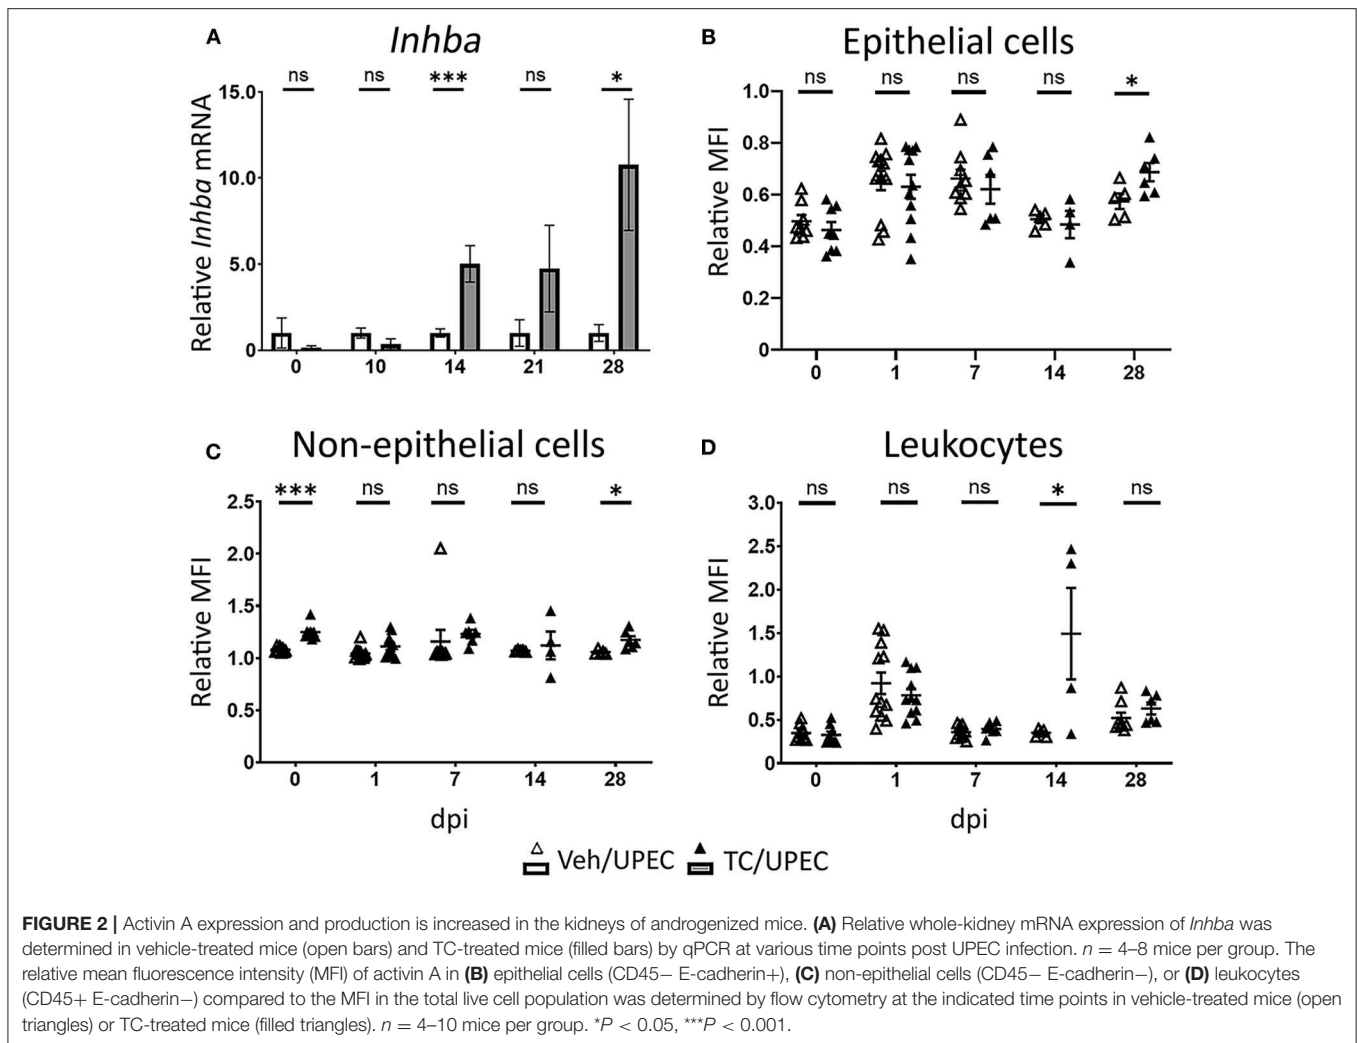 A Inhba
ns ns *** ns *
Relative Inhba mRNA
15.0
10.0
5.0
0
0 10 14 21 28
B Epithelial cells
ns ns ns ns *
Relative MFI
1.0
0.8
0.6
0.4
0.2
0
0 1 7 14 28
C Non-epithelial cells
*** ns ns ns *
Relative MFI
2.5
2.0
1.5
1.0
0.5
0
0 1 7 14 28
dpi
D Leukocytes
ns ns ns * ns
Relative MFI
3.0
2.5
2.0
1.5
1.0
0.5
0
0 1 7 14 28
dpi
Veh/UPEC TC/UPEC
FIGURE 2 | Activin A expression and production is increased in the kidneys of androgenized mice. (A) Relative whole-kidney mRNA expression of Inhba was
determined in vehicle-treated mice (open bars) and TC-treated mice (filled bars) by qPCR at various time points post UPEC infection. n = 4–8 mice per group. The
relative mean fluorescence intensity (MFI) of activin A in (B) epithelial cells (CD45− E-cadherin+), (C) non-epithelial cells (CD45− E-cadherin−), or (D) leukocytes
(CD45+ E-cadherin−) compared to the MFI in the total live cell population was determined by flow cytometry at the indicated time points in vehicle-treated mice (open
triangles) or TC-treated mice (filled triangles). n = 4–10 mice per group. *P < 0.05, ***P < 0.001.